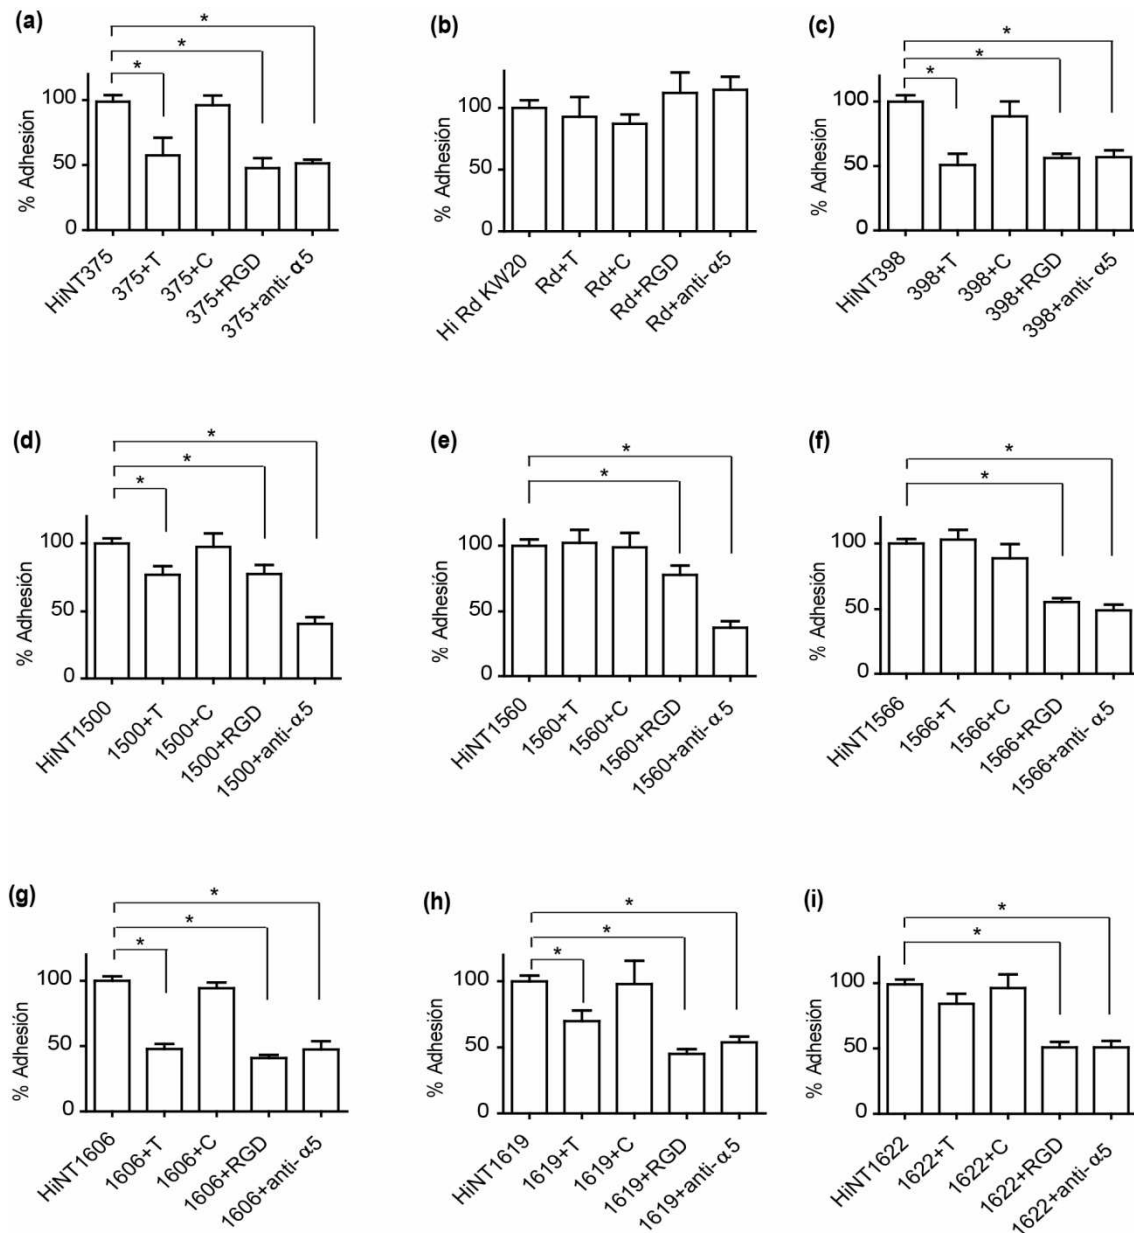 (a)
*
*
*
% Adhesión
100
50
0
HiNT375
375+T
375+C
375+RGD
375+anti-α5
(b)
% Adhesión
100
50
0
Hi Rd KW20
Rd+T
Rd+C
Rd+RGD
Rd+anti-α5
(c)
*
*
*
% Adhesión
100
50
0
HiNT398
398+T
398+C
398+RGD
398+anti-α5
(d)
*
*
*
% Adhesión
100
50
0
HiNT1500
1500+T
1500+C
1500+RGD
1500+anti-α5
(e)
*
*
% Adhesión
100
50
0
HiNT1560
1560+T
1560+C
1560+RGD
1560+anti-α5
(f)
*
*
% Adhesión
100
50
0
HiNT1566
1566+T
1566+C
1566+RGD
1566+anti-α5
(g)
*
*
*
% Adhesión
100
50
0
HiNT1606
1606+T
1606+C
1606+RGD
1606+anti-α5
(h)
*
*
*
% Adhesión
100
50
0
HiNT1619
1619+T
1619+C
1619+RGD
1619+anti-α5
(i)
*
*
% Adhesión
100
50
0
HiNT1622
1622+T
1622+C
1622+RGD
1622+anti-α5